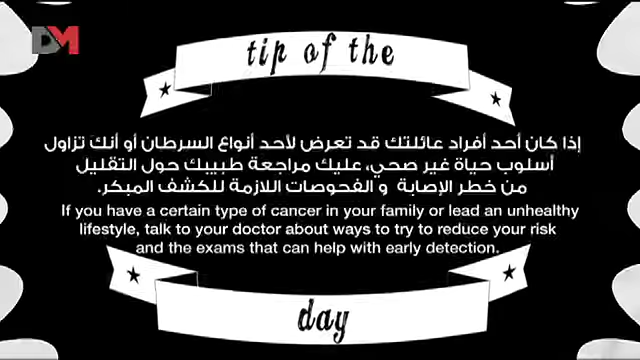 DM
tip of the
إذا كان أحد أفراد عائلتك قد تعرض لأحد أنواع السرطان أو أنك تزاول
أسلوب حياة غير صحي، عليك مراجعة طبيبك حول التقليل
من خطر الإصابة و الفحوصات اللازمة للكشف المبكر.
If you have a certain type of cancer in your family or lead an unhealthy
lifestyle, talk to your doctor about ways to try to reduce your risk
and the exams that can help with early detection.
day